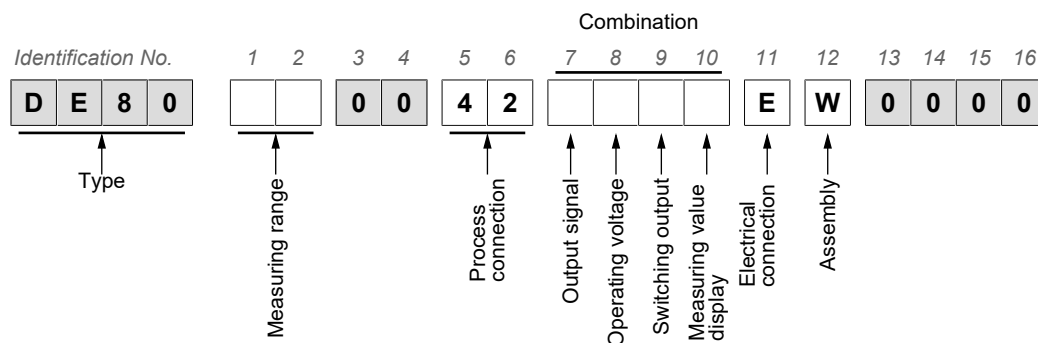 Combination
Identification No. 1 2 3 4 5 6 7 8 9 10 11 12 13 14 15 16
D E 8 0 0 0 4 2 E W 0 0 0 0
Type
Measuring range
Process
connection
Output signal
Operating voltage
Switching output
Measuring value
display
Electrical
connection
Assembly